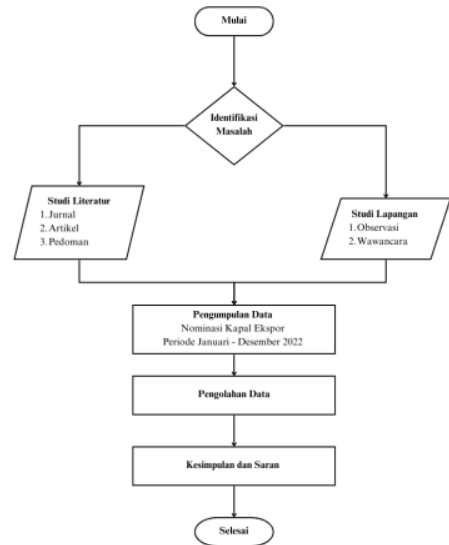 Mulai
Identifikasi
Masalah
Studi Literatur
1. Jurnal
2. Artikel
3. Pedoman
Studi Lapangan
1. Observasi
2. Wawancara
Pengumpulan Data
Nominasi Kapal Ekspor
Periode Januari - Desember 2022
Pengolahan Data
Kesimpulan dan Saran
Selesai